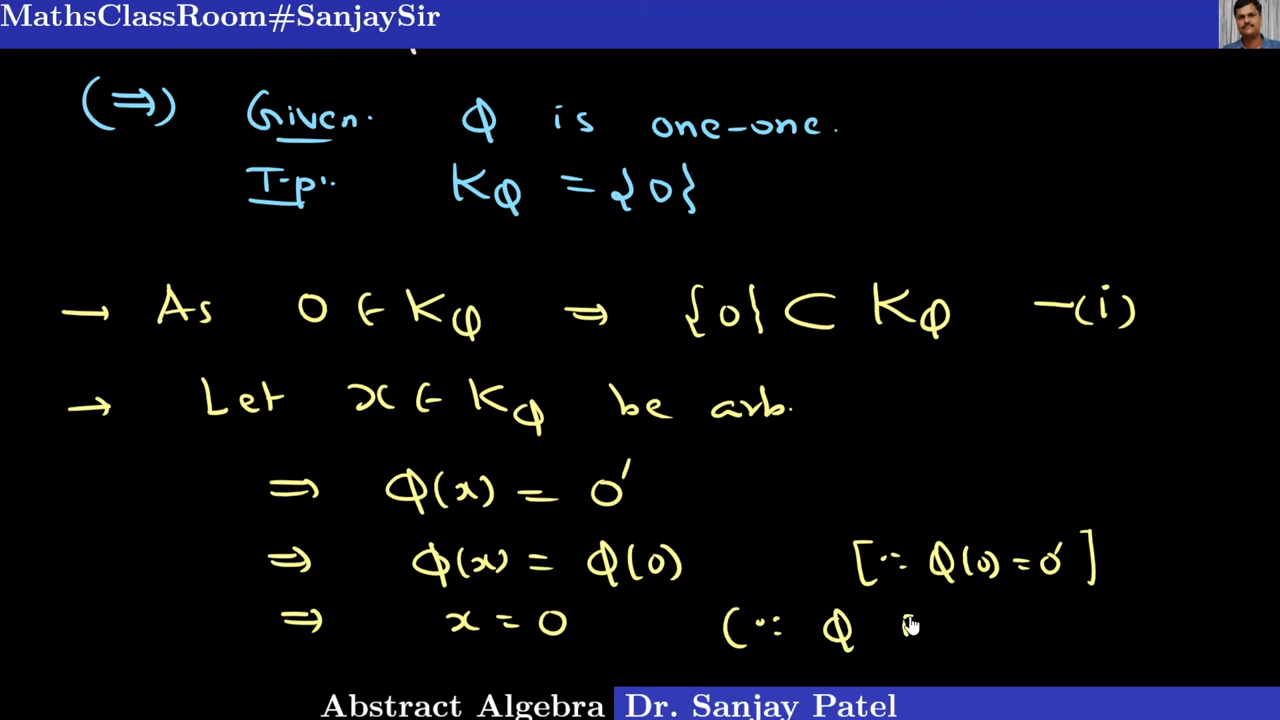 MathsClassRoom#SanjaySir
(⇒) Given: ϕ is one-one.
T.p.: Kϕ = {0}
→ As 0 ∈ Kϕ ⇒ {0} ⊂ Kϕ —(i)
→ Let x ∈ Kϕ be arb.
⇒ ϕ(x) = 0′
⇒ ϕ(x) = ϕ(0) [∵ ϕ(0) = 0′]
⇒ x = 0 (∵ ϕ
Abstract Algebra Dr. Sanjay Patel